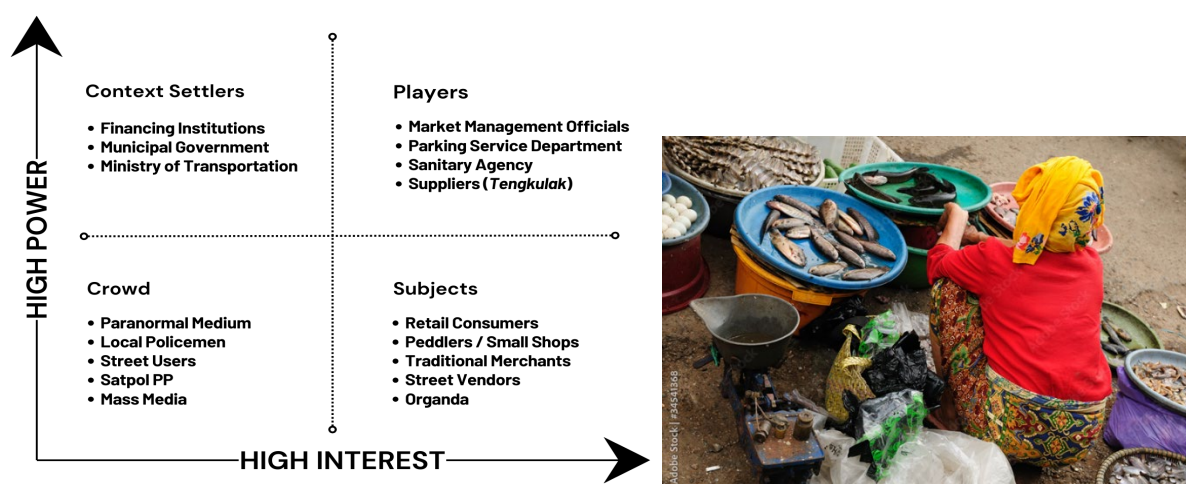 Context Settlers
• Financing Institutions
• Municipal Government
• Ministry of Transportation
Players
• Market Management Officials
• Parking Service Department
• Sanitary Agency
• Suppliers (Tengkulak)
Crowd
• Paranormal Medium
• Local Policemen
• Street Users
• Satpol PP
• Mass Media
Subjects
• Retail Consumers
• Peddlers / Small Shops
• Traditional Merchants
• Street Vendors
• Organda
HIGH POWER
HIGH INTEREST
Adobe Stock | #34541368